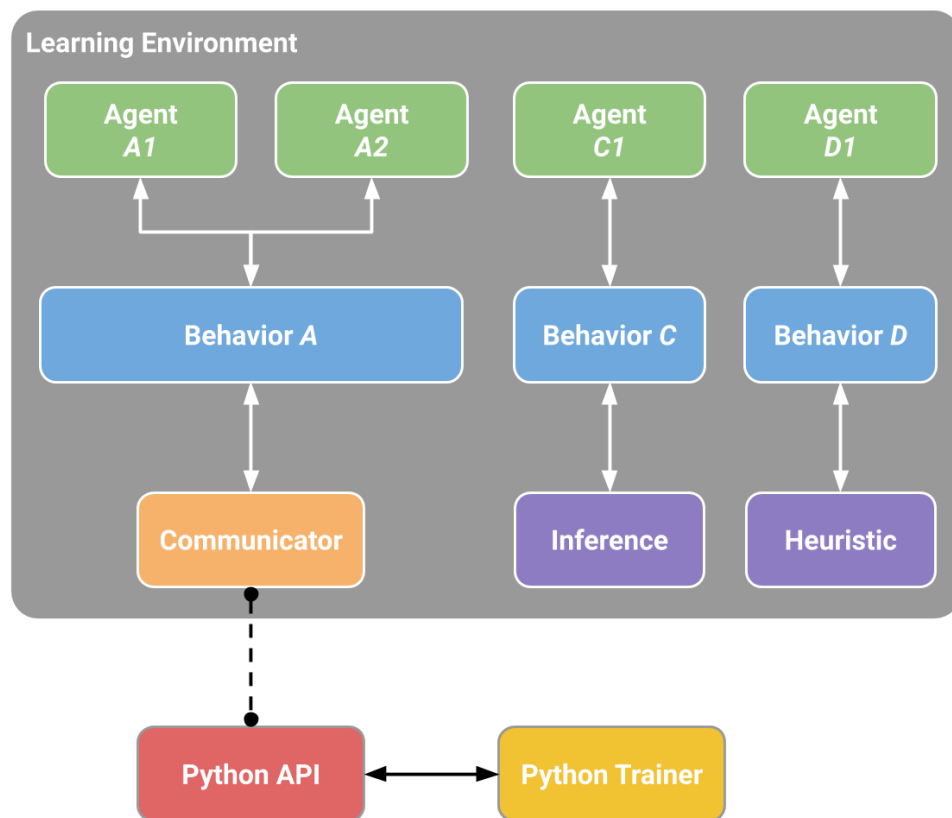 Learning Environment
Agent
A1
Agent
A2
Agent
C1
Agent
D1
Behavior A
Behavior C
Behavior D
Communicator
Inference
Heuristic
Python API
Python Trainer